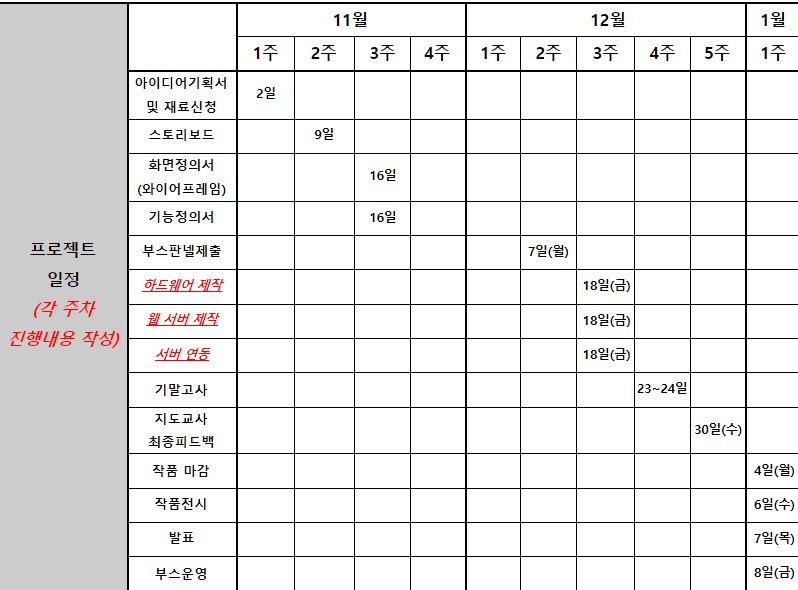 11월 12월 1월
1주 2주 3주 4주 1주 2주 3주 4주 5주 1주
프로젝트
일정
(각 주차
진행내용 작성)
아이디어기획서
및 재료신청 2일
스토리보드 9일
화면정의서
(와이어프레임) 16일
기능정의서 16일
부스판넬제출 7일(월)
하드웨어 제작 18일(금)
웹 서버 제작 18일(금)
서버 연동 18일(금)
기말고사 23~24일
지도교사
최종피드백 30일(수)
작품 마감 4일(월)
작품전시 6일(수)
발표 7일(목)
부스운영 8일(금)